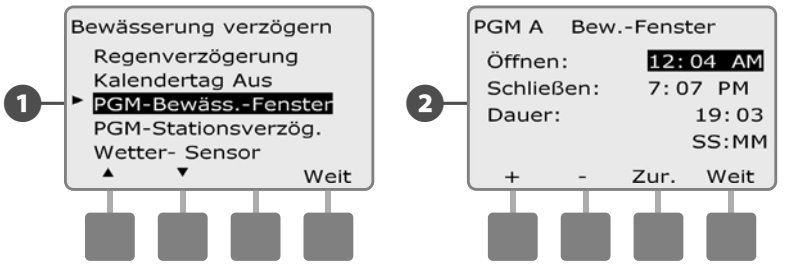 1
Bewässerung verzögern
Regenverzögerung
Kalendertag Aus
► PGM-Bewäss.-Fenster
PGM-Stationsverzög.
Wetter- Sensor
▲ ▼ Weit
2
PGM A Bew.-Fenster
Öffnen: 12:04 AM
Schließen: 7:07 PM
Dauer: 19:03
SS:MM
+ - Zur. Weit